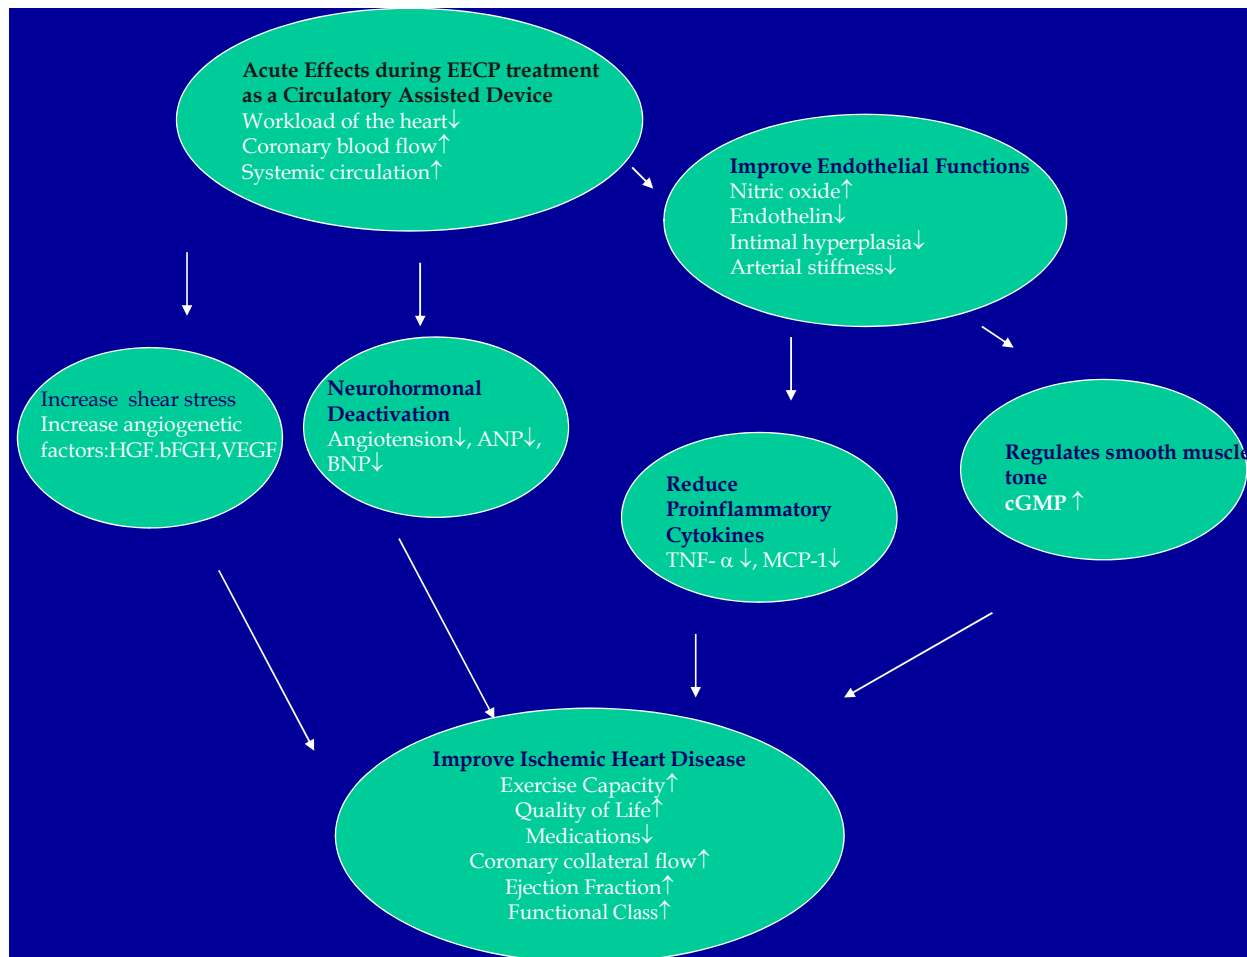 Acute Effects during EECP treatment
as a Circulatory Assisted Device
Workload of the heart↓
Coronary blood flow↑
Systemic circulation↑
Improve Endothelial Functions
Nitric oxide↑
Endothelin↓
Intimal hyperplasia↓
Arterial stiffness↓
Increase shear stress
Increase angiogenetic
factors:HGF.bFGH,VEGF
Neurohormonal
Deactivation
Angiotension↓, ANP↓,
BNP↓
Reduce
Proinflammatory
Cytokines
TNF- α ↓, MCP-1↓
Regulates smooth muscle
tone
cGMP ↑
Improve Ischemic Heart Disease
Exercise Capacity↑
Quality of Life↑
Medications↓
Coronary collateral flow↑
Ejection Fraction↑
Functional Class↑